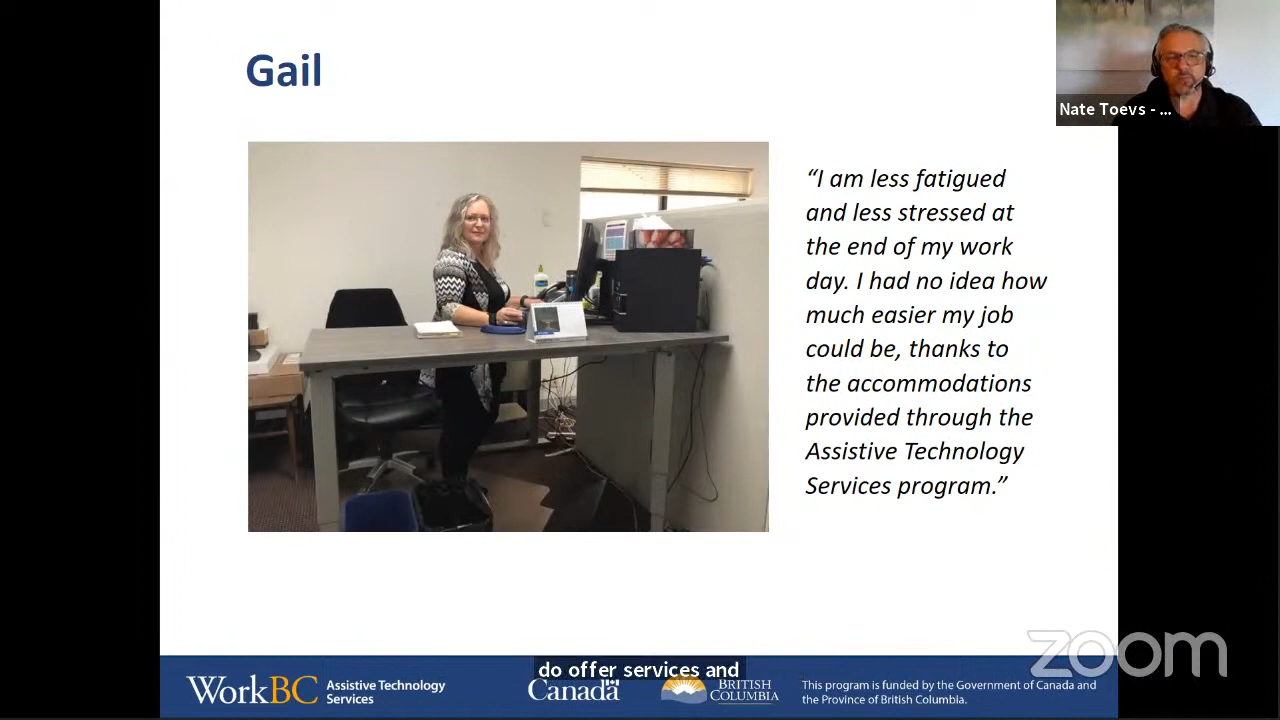 Gail
Nate Toevs - ...
“I am less fatigued
and less stressed at
the end of my work
day. I had no idea how
much easier my job
could be, thanks to
the accommodations
provided through the
Assistive Technology
Services program.”
zoom
do offer services and
WorkBC
Assistive Technology
Services
Canada
BRITISH
COLUMBIA
This program is funded by the Government of Canada and
the Province of British Columbia.